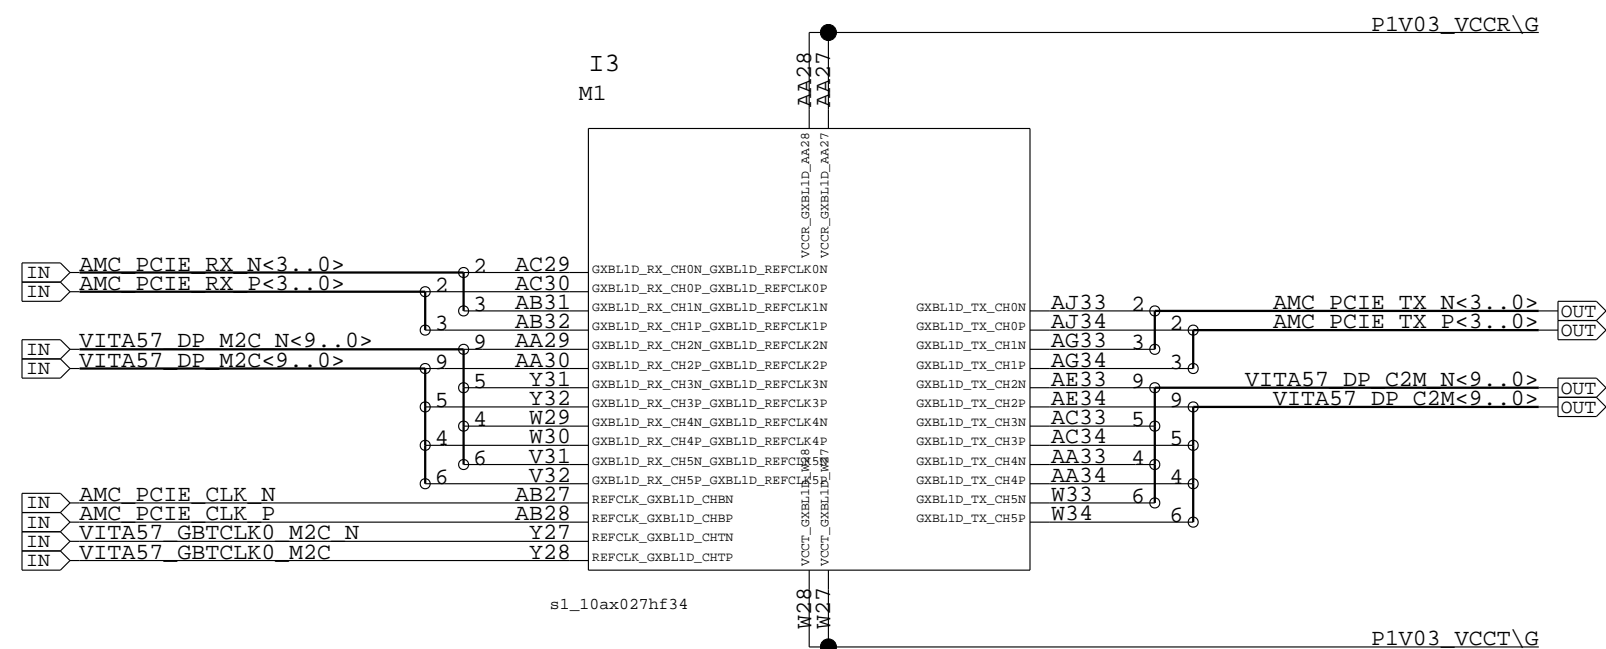 P1V03_VCCR\G
I3
M1
AA28
AA27
VCCR_GXBL1D_AA28
VCCR_GXBL1D_AA27
IN AMC_PCIE_RX_N<3..0> 2 AC29 GXBL1D_RX_CH0N_GXBL1D_REFCLK0N
IN AMC_PCIE_RX_P<3..0> 2 AC30 GXBL1D_RX_CH0P_GXBL1D_REFCLK0P
3 AB31 GXBL1D_RX_CH1N_GXBL1D_REFCLK1N GXBL1D_TX_CH0N AJ33 2 AMC_PCIE_TX_N<3..0> OUT
3 AB32 GXBL1D_RX_CH1P_GXBL1D_REFCLK1P GXBL1D_TX_CH0P AJ34 2 AMC_PCIE_TX_P<3..0> OUT
IN VITA57_DP_M2C_N<9..0> 9 AA29 GXBL1D_RX_CH2N_GXBL1D_REFCLK2N GXBL1D_TX_CH1N AG33 3
IN VITA57_DP_M2C<9..0> 9 AA30 GXBL1D_RX_CH2P_GXBL1D_REFCLK2P GXBL1D_TX_CH1P AG34 3
5 Y31 GXBL1D_RX_CH3N_GXBL1D_REFCLK3N GXBL1D_TX_CH2N AE33 9 VITA57_DP_C2M_N<9..0> OUT
5 Y32 GXBL1D_RX_CH3P_GXBL1D_REFCLK3P GXBL1D_TX_CH2P AE34 9 VITA57_DP_C2M<9..0> OUT
4 W29 GXBL1D_RX_CH4N_GXBL1D_REFCLK4N GXBL1D_TX_CH3N AC33 5
4 W30 GXBL1D_RX_CH4P_GXBL1D_REFCLK4P GXBL1D_TX_CH3P AC34 5
6 V31 GXBL1D_RX_CH5N_GXBL1D_REFCLK5N GXBL1D_TX_CH4N AA33 4
6 V32 GXBL1D_RX_CH5P_GXBL1D_REFCLK5P GXBL1D_TX_CH4P AA34 4
IN AMC_PCIE_CLK_N AB27 REFCLK_GXBL1D_CHBN GXBL1D_TX_CH5N W33 6
IN AMC_PCIE_CLK_P AB28 REFCLK_GXBL1D_CHBP GXBL1D_TX_CH5P W34 6
IN VITA57_GBTCLK0_M2C_N Y27 REFCLK_GXBL1D_CHTN
IN VITA57_GBTCLK0_M2C Y28 REFCLK_GXBL1D_CHTP
VCCT_GXBL1D_W28
VCCT_GXBL1D_W27
s1_10ax027hf34
W28
W27
P1V03_VCCT\G